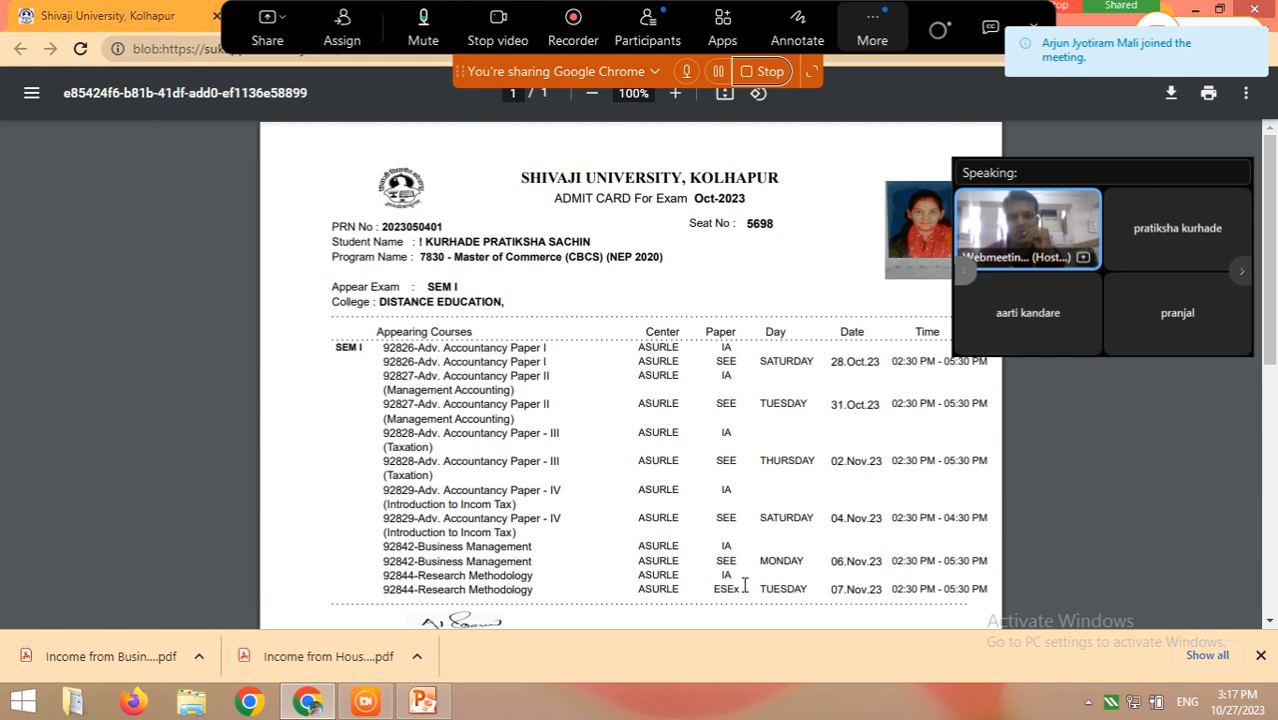 Shivaji University, Kolhapur
Share
Assign
Mute
Stop video
Recorder
Participants
Apps
Annotate
More
Shared
Arjun Jyotiram Mali joined the
meeting.
You're sharing Google Chrome
Stop
e85424f6-b81b-41df-add0-ef1136e58899
1 / 1
100%
SHIVAJI UNIVERSITY, KOLHAPUR
ADMIT CARD For Exam Oct-2023
PRN No : 2023050401
Seat No : 5698
Student Name : ! KURHADE PRATIKSHA SACHIN
Program Name : 7830 - Master of Commerce (CBCS) (NEP 2020)
Appear Exam : SEM I
College : DISTANCE EDUCATION,
Appearing Courses Center Paper Day Date Time
SEM I 92826-Adv. Accountancy Paper I ASURLE IA
92826-Adv. Accountancy Paper I ASURLE SEE SATURDAY 28.Oct.23 02:30 PM - 05:30 PM
92827-Adv. Accountancy Paper II ASURLE IA
(Management Accounting)
92827-Adv. Accountancy Paper II ASURLE SEE TUESDAY 31.Oct.23 02:30 PM - 05:30 PM
(Management Accounting)
92828-Adv. Accountancy Paper - III ASURLE IA
(Taxation)
92828-Adv. Accountancy Paper - III ASURLE SEE THURSDAY 02.Nov.23 02:30 PM - 05:30 PM
(Taxation)
92829-Adv. Accountancy Paper - IV ASURLE IA
(Introduction to Incom Tax)
92829-Adv. Accountancy Paper - IV ASURLE SEE SATURDAY 04.Nov.23 02:30 PM - 04:30 PM
(Introduction to Incom Tax)
92842-Business Management ASURLE IA
92842-Business Management ASURLE SEE MONDAY 06.Nov.23 02:30 PM - 05:30 PM
92844-Research Methodology ASURLE IA
92844-Research Methodology ASURLE ESEx TUESDAY 07.Nov.23 02:30 PM - 05:30 PM
Speaking:
Webmeetin... (Host...)
pratiksha kurhade
aarti kandare
pranjal
Activate Windows
Go to PC settings to activate Windows.
Income from Busin....pdf
Income from Hous....pdf
Show all
ENG
3:17 PM
10/27/2023